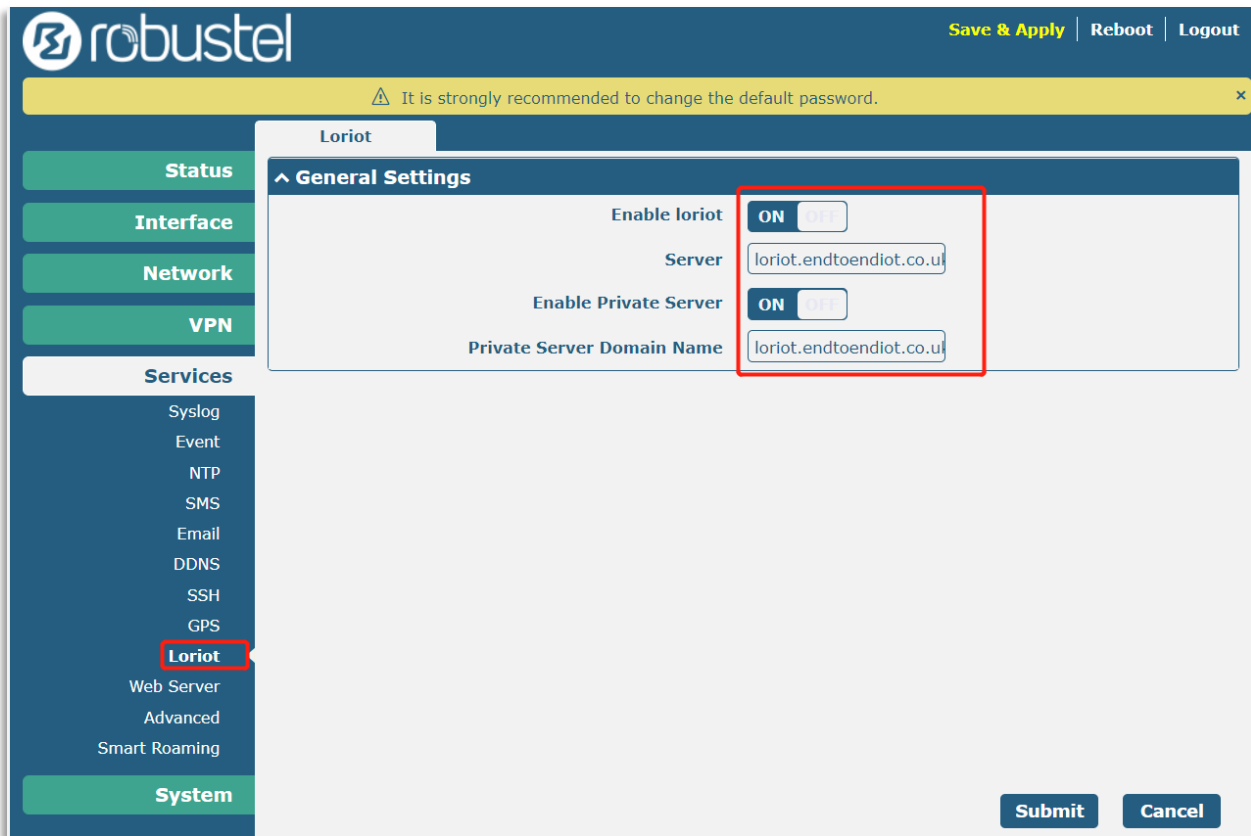 robustel
Save & Apply | Reboot | Logout
⚠ It is strongly recommended to change the default password. ×
Loriot
Status
Interface
Network
VPN
Services
Syslog
Event
NTP
SMS
Email
DDNS
SSH
GPS
Loriot
Web Server
Advanced
Smart Roaming
System
General Settings
Enable loriot ON OFF
Server loriot.endtoendiot.co.uk
Enable Private Server ON OFF
Private Server Domain Name loriot.endtoendiot.co.uk
Submit Cancel